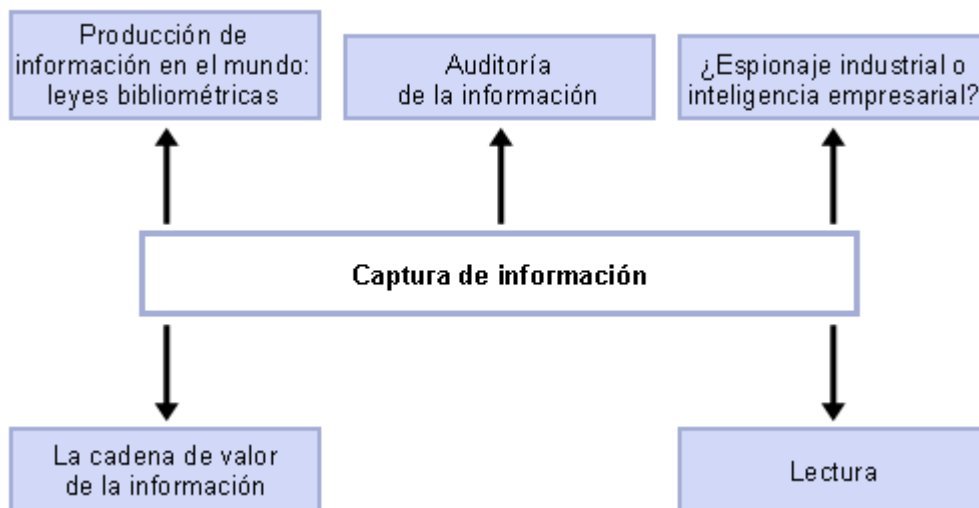 Producción de
información en el mundo:
leyes bibliométricas
Auditoría
de la información
¿Espionaje industrial o
inteligencia empresarial?
Captura de información
La cadena de valor
de la información
Lectura